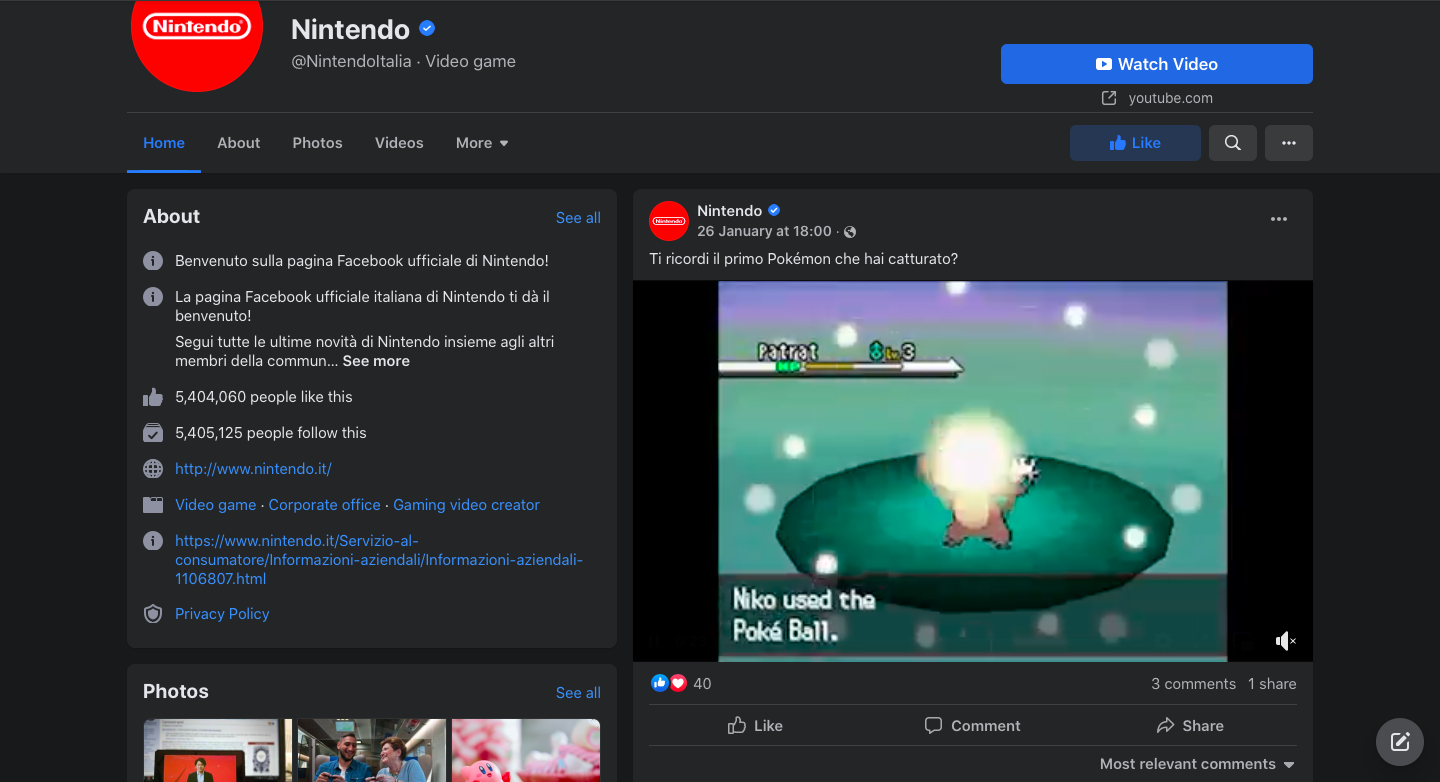 Nintendo
Nintendo
@NintendoItalia · Video game
Watch Video
youtube.com
Home
About
Photos
Videos
More
Like
About
See all
Benvenuto sulla pagina Facebook ufficiale di Nintendo!
La pagina Facebook ufficiale italiana di Nintendo ti dà il
benvenuto!
Segui tutte le ultime novità di Nintendo insieme agli altri
membri della commun... See more
5,404,060 people like this
5,405,125 people follow this
http://www.nintendo.it/
Video game · Corporate office · Gaming video creator
https://www.nintendo.it/Servizio-al-
consumatore/Informazioni-aziendali/Informazioni-aziendali-
1106807.html
Privacy Policy
Photos
See all
Nintendo
Nintendo
26 January at 18:00 ·
Ti ricordi il primo Pokémon che hai catturato?
Patrat Lv.3
HP
Niko used the
Poké Ball.
40
3 comments 1 share
Like
Comment
Share
Most relevant comments